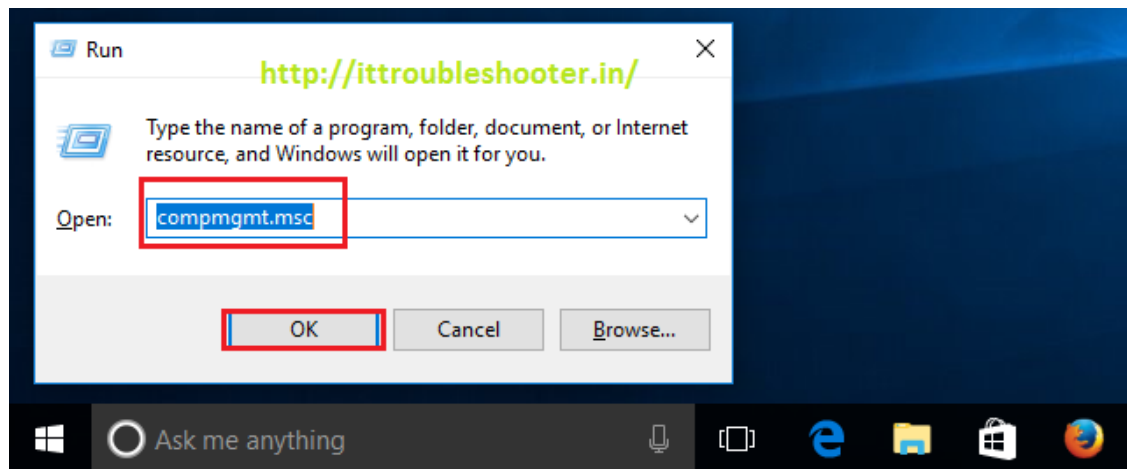 Run
http://ittroubleshooter.in/
Type the name of a program, folder, document, or Internet
resource, and Windows will open it for you.
Open: compmgmt.msc
OK Cancel Browse...
Ask me anything